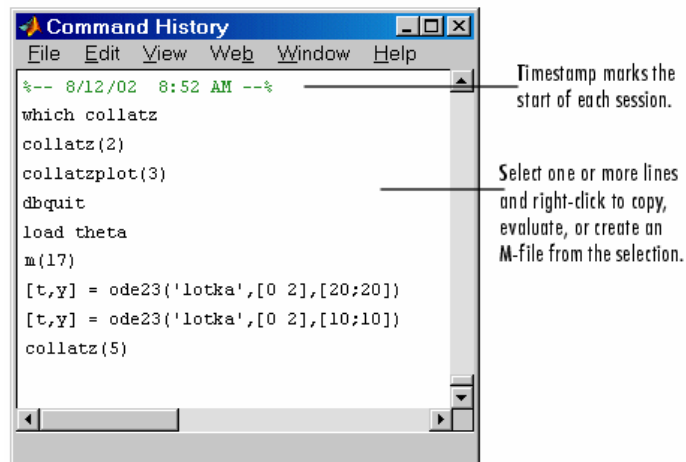 Command History
File Edit View Web Window Help
%-- 8/12/02 8:52 AM --%
which collatz
collatz(2)
collatzplot(3)
dbquit
load theta
m(17)
[t,y] = ode23('lotka',[0 2],[20;20])
[t,y] = ode23('lotka',[0 2],[10;10])
collatz(5)
Timestamp marks the
start of each session.
Select one or more lines
and right-click to copy,
evaluate, or create an
M-file from the selection.